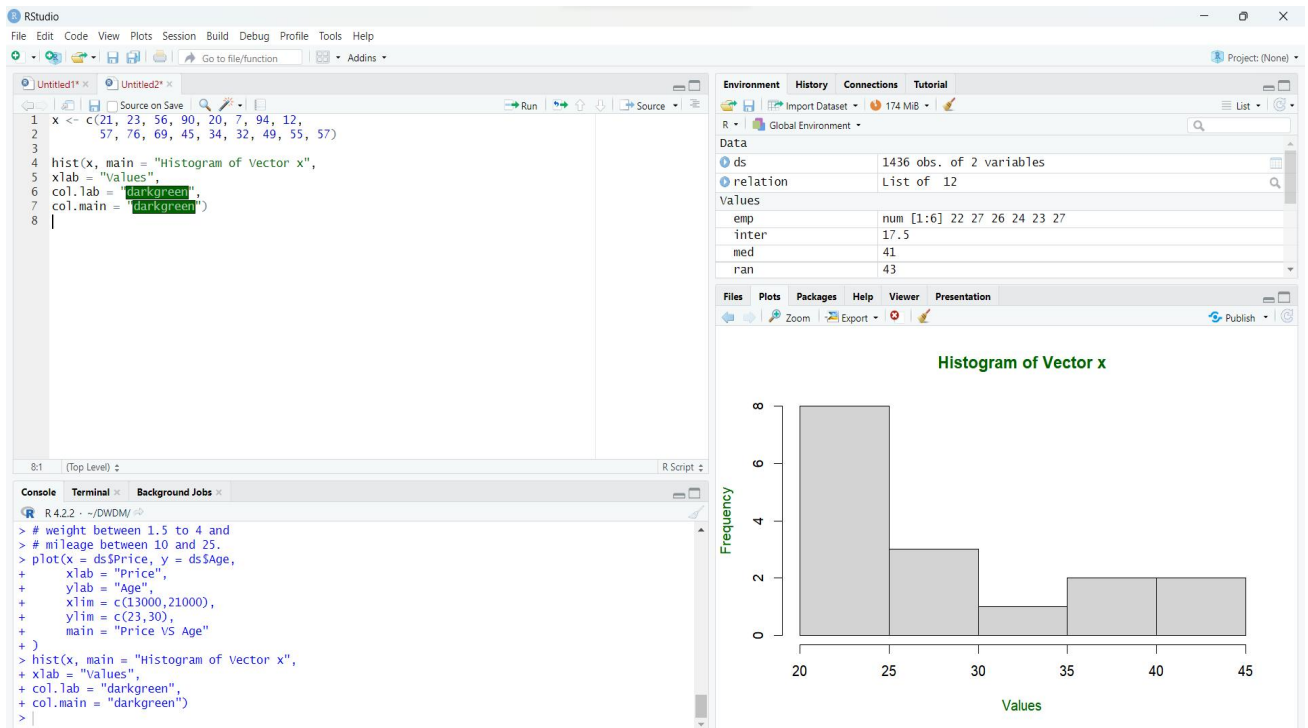 RStudio
File Edit Code View Plots Session Build Debug Profile Tools Help
Go to file/function Addins Project: (None)
Untitled1* Untitled2*
Source on Save Run Source
1 x <- c(21, 23, 56, 90, 20, 7, 94, 12,
2 57, 76, 69, 45, 34, 32, 49, 55, 57)
3
4 hist(x, main = "Histogram of Vector x",
5 xlab = "Values",
6 col.lab = "darkgreen",
7 col.main = "darkgreen")
8
8:1 (Top Level) R Script
Console Terminal Background Jobs
R 4.2.2 · ~/DWDM/
> # weight between 1.5 to 4 and
> # mileage between 10 and 25.
> plot(x = ds$Price, y = ds$Age,
+ xlab = "Price",
+ ylab = "Age",
+ xlim = c(13000,21000),
+ ylim = c(23,30),
+ main = "Price VS Age"
+ )
> hist(x, main = "Histogram of Vector x",
+ xlab = "Values",
+ col.lab = "darkgreen",
+ col.main = "darkgreen")
>
Environment History Connections Tutorial
Import Dataset 174 MiB List
R Global Environment
Data
ds 1436 obs. of 2 variables
relation List of 12
Values
emp num [1:6] 22 27 26 24 23 27
inter 17.5
med 41
ran 43
Files Plots Packages Help Viewer Presentation
Zoom Export Publish
Histogram of Vector x
Frequency
8
6
4
2
0
20 25 30 35 40 45
Values